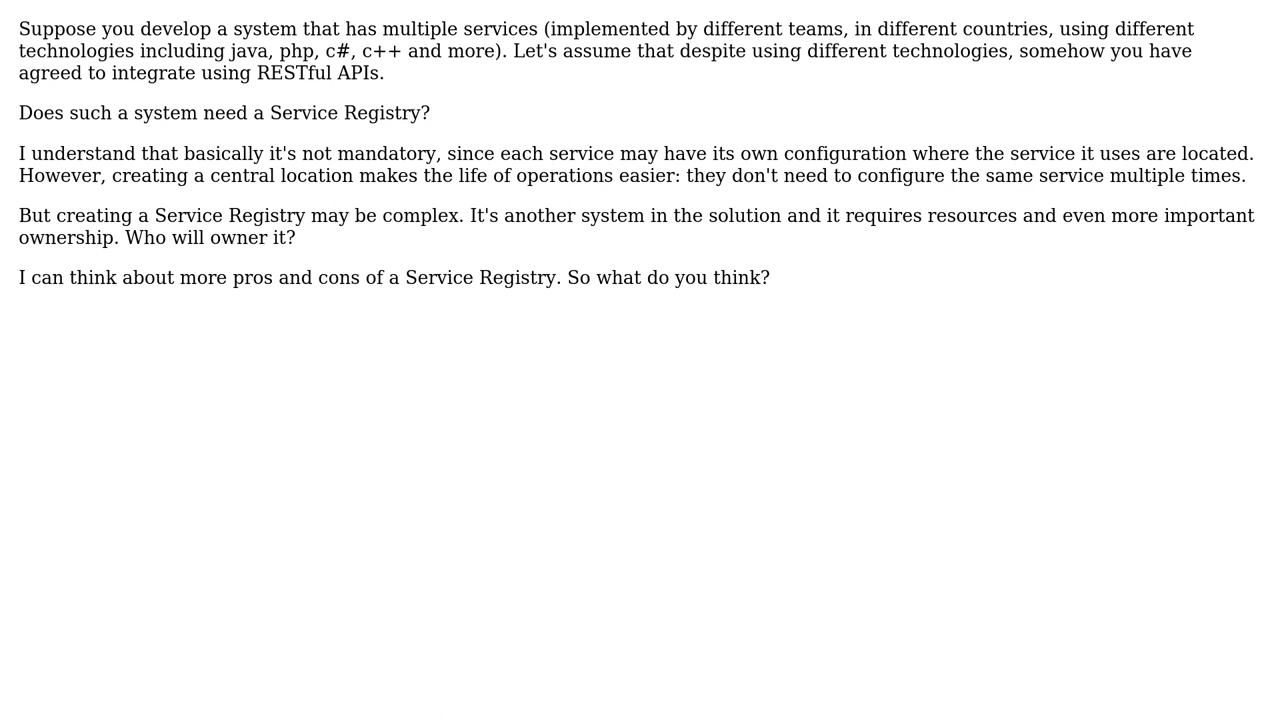 Suppose you develop a system that has multiple services (implemented by different teams, in different countries, using different
technologies including java, php, c#, c++ and more). Let's assume that despite using different technologies, somehow you have
agreed to integrate using RESTful APIs.
Does such a system need a Service Registry?
I understand that basically it's not mandatory, since each service may have its own configuration where the service it uses are located.
However, creating a central location makes the life of operations easier: they don't need to configure the same service multiple times.
But creating a Service Registry may be complex. It's another system in the solution and it requires resources and even more important
ownership. Who will owner it?
I can think about more pros and cons of a Service Registry. So what do you think?